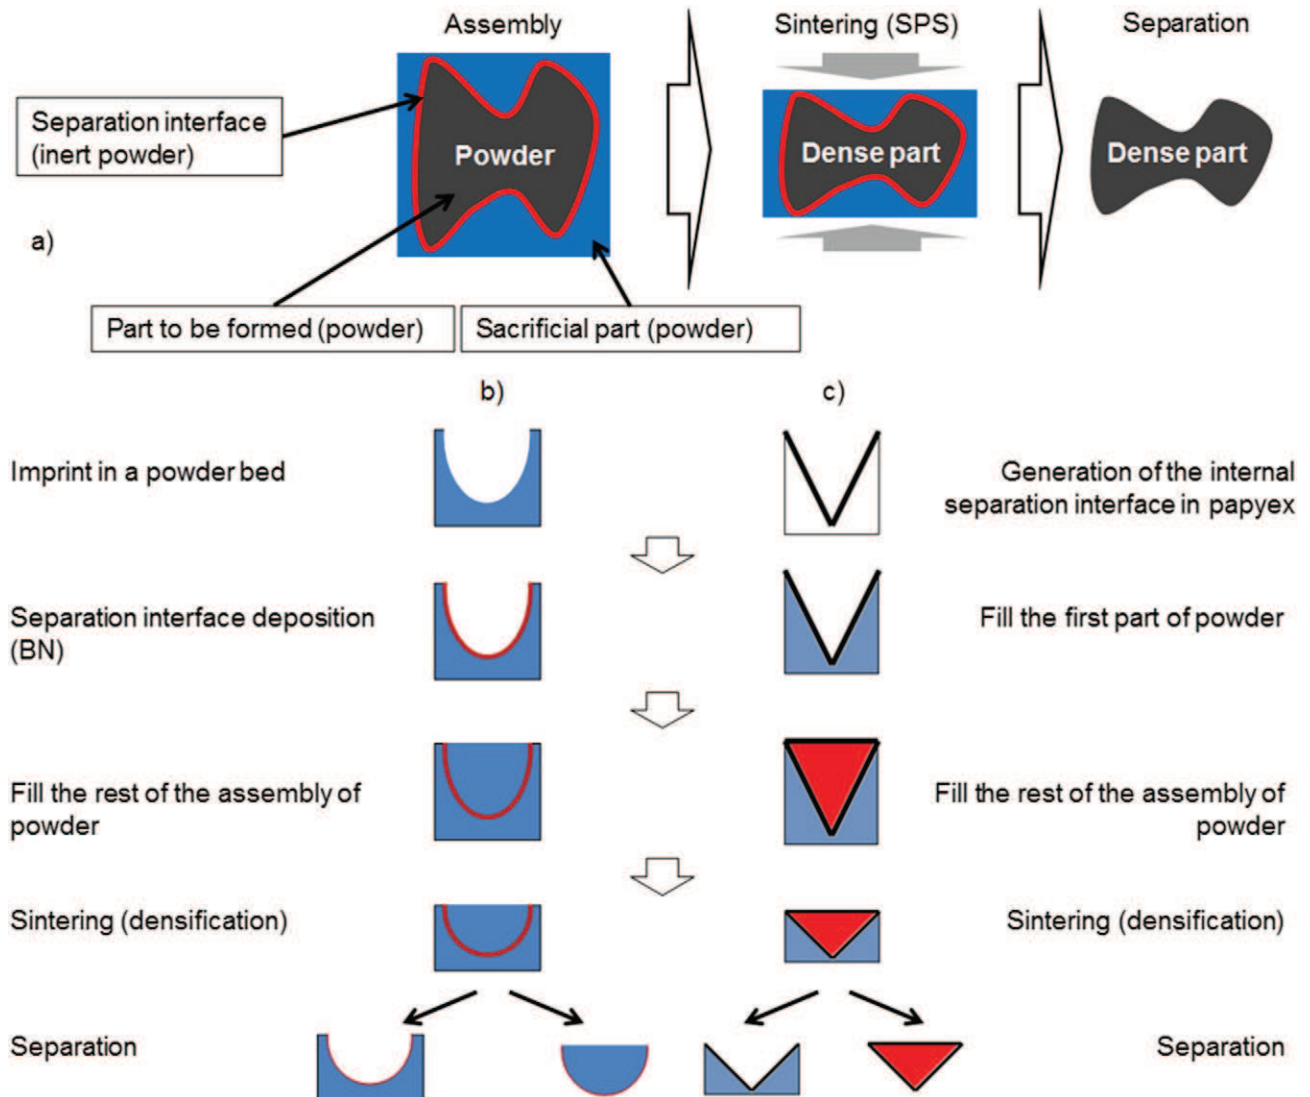 Assembly
Sintering (SPS)
Separation
Separation interface
(inert powder)
Powder
Dense part
Dense part
a)
Part to be formed (powder)
Sacrificial part (powder)
b)
c)
Imprint in a powder bed
Generation of the internal
separation interface in papyex
Separation interface deposition
(BN)
Fill the first part of powder
Fill the rest of the assembly of
powder
Fill the rest of the assembly of
powder
Sintering (densification)
Sintering (densification)
Separation
Separation